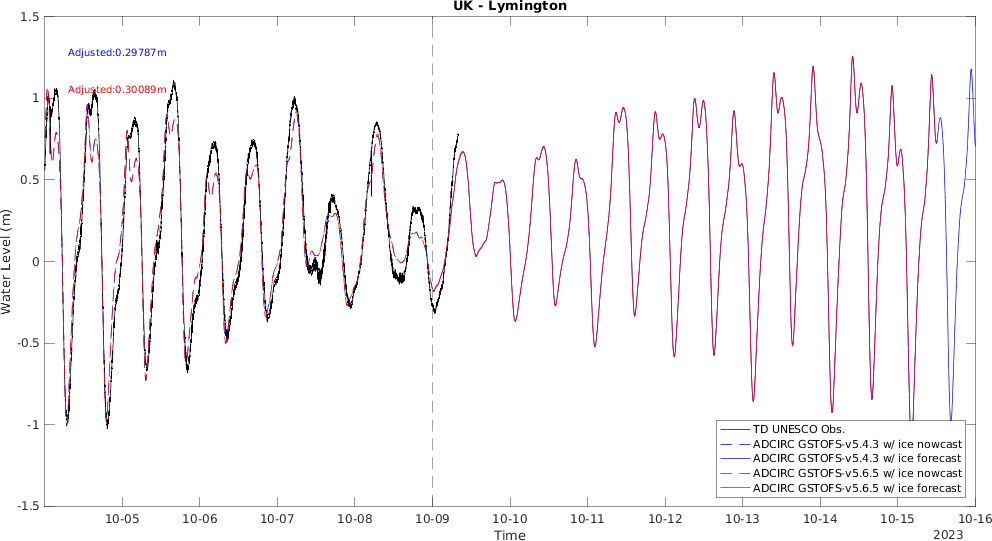 UK - Lymington
1.5
Adjusted:0.29787m
Adjusted:0.30089m
1
0.5
0
-0.5
-1
-1.5
Water Level (m)
TD UNESCO Obs.
ADCIRC GSTOFS-v5.4.3 w/ ice nowcast
ADCIRC GSTOFS-v5.4.3 w/ ice forecast
ADCIRC GSTOFS-v5.6.5 w/ ice nowcast
ADCIRC GSTOFS-v5.6.5 w/ ice forecast
10-05 10-06 10-07 10-08 10-09 10-10 10-11 10-12 10-13 10-14 10-15 10-16
Time
2023